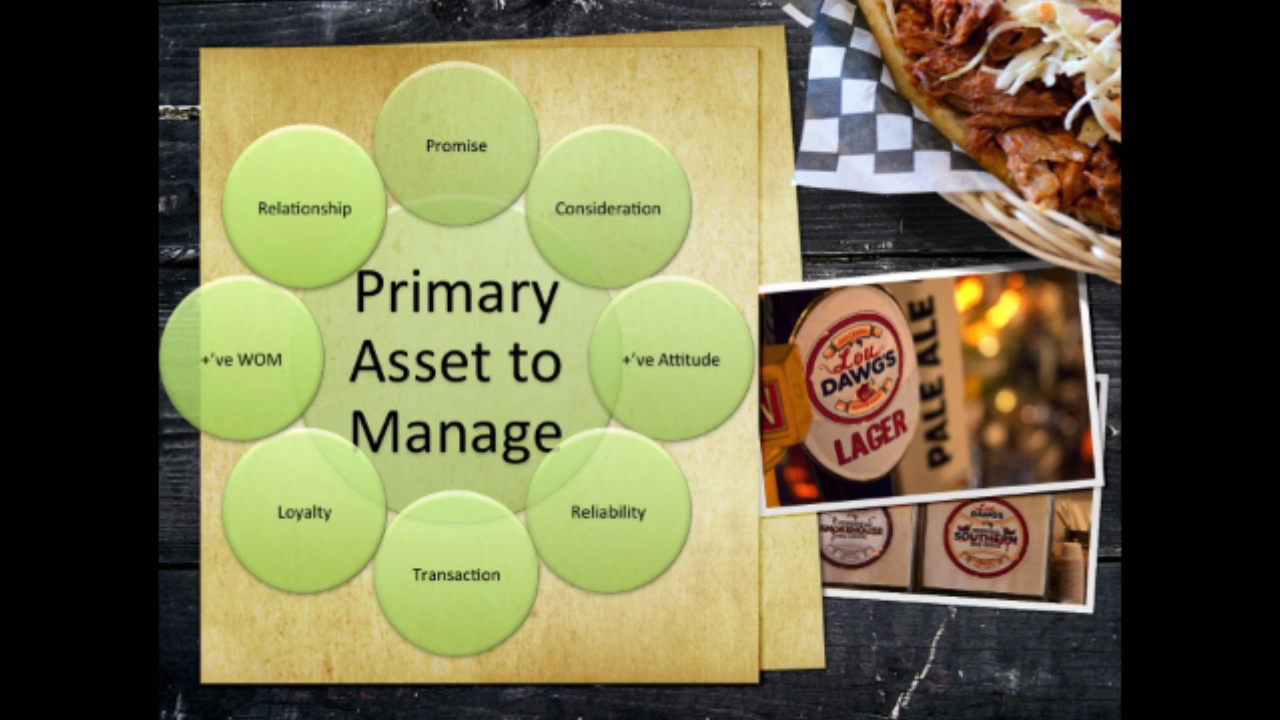 Promise
Relationship
Consideration
Primary
Asset to
Manage
+'ve WOM
+'ve Attitude
Loyalty
Reliability
Transaction
Lou
DAWG'S
LAGER
PALE ALE
Lou
DAWG'S
SOUTHERN